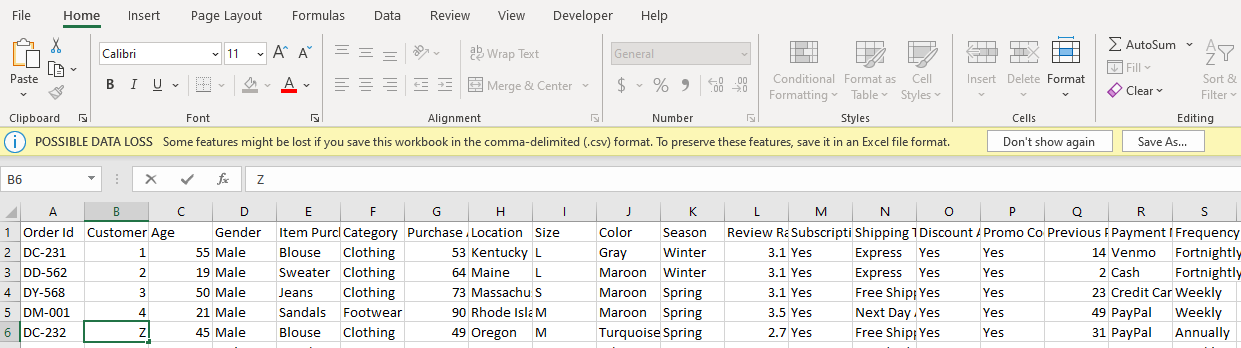 File Home Insert Page Layout Formulas Data Review View Developer Help
Calibri 11 A A ab Wrap Text General AutoSum
Paste Conditional Format as Cell Insert Delete Format Fill Sort &
B I U A Merge & Center $ % Formatting Table Styles Clear Filter
Clipboard Font Alignment Number Styles Cells Editing
POSSIBLE DATA LOSS Some features might be lost if you save this workbook in the comma-delimited (.csv) format. To preserve these features, save it in an Excel file format. Don't show again Save As...
B6 fx Z
A B C D E F G H I J K L M N O P Q R S
1 Order Id Customer Age Gender Item Purcl Category Purchase Location Size Color Season Review Ra Subscripti Shipping T Discount A Promo Co Previous P Payment M Frequency
2 DC-231 1 55 Male Blouse Clothing 53 Kentucky L Gray Winter 3.1 Yes Express Yes Yes 14 Venmo Fortnightly
3 DD-562 2 19 Male Sweater Clothing 64 Maine L Maroon Winter 3.1 Yes Express Yes Yes 2 Cash Fortnightly
4 DY-568 3 50 Male Jeans Clothing 73 Massachu S Maroon Spring 3.1 Yes Free Shipp Yes Yes 23 Credit Car Weekly
5 DM-001 4 21 Male Sandals Footwear 90 Rhode Isla M Maroon Spring 3.5 Yes Next Day Yes Yes 49 PayPal Weekly
6 DC-232 Z 45 Male Blouse Clothing 49 Oregon M Turquoise Spring 2.7 Yes Free Shipp Yes Yes 31 PayPal Annually